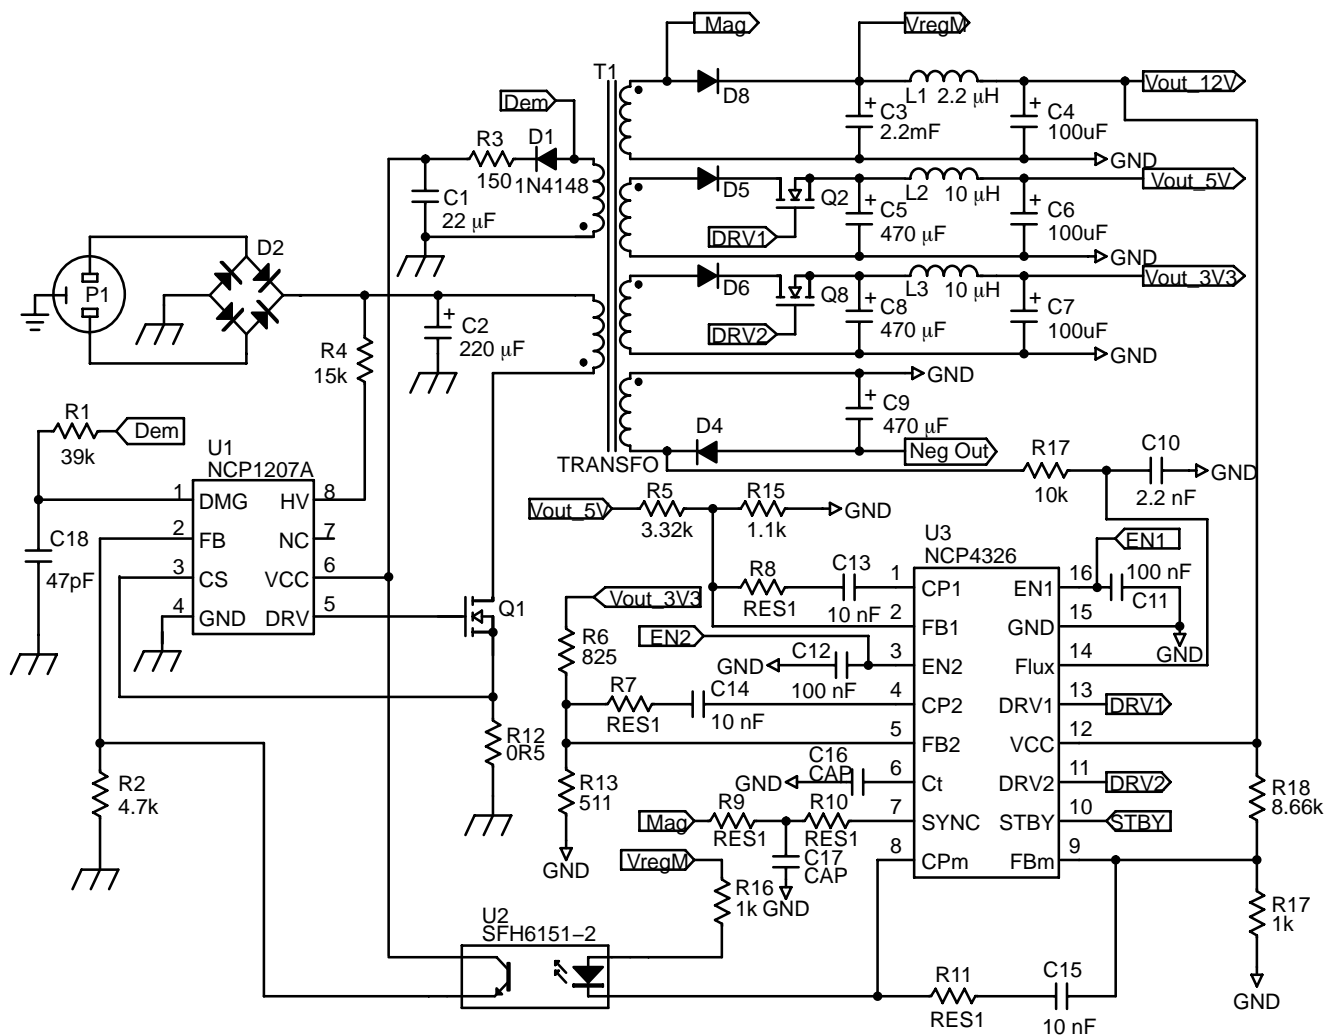 Mag
VregM
T1
D8
L1 2.2 μH
Vout_12V
Dem
C3
2.2mF
C4
100uF
R3
D1
150
1N4148
GND
C1
22 μF
D5
Q2
L2 10 μH
Vout_5V
DRV1
C5
470 μF
C6
100uF
GND
D2
P1
D6
Q8
L3 10 μH
Vout_3V3
C2
220 μF
DRV2
C8
470 μF
C7
100uF
R4
15k
GND
GND
R1
Dem
39k
D4
C9
470 μF
Neg Out
U1
NCP1207A
TRANSFO
R17
10k
C10
2.2 nF
GND
1 DMG HV 8
2 FB NC 7
3 CS VCC 6
4 GND DRV 5
C18
47pF
Vout_5V
R5
3.32k
R15
1.1k
GND
U3
NCP4326
EN1
R8
RES1
C13
10 nF
100 nF
C11
GND
Q1
Vout_3V3
R6
825
EN2
GND
C12
100 nF
R7
RES1
C14
10 nF
1 CP1 EN1 16
2 FB1 GND 15
3 EN2 Flux 14
4 CP2 DRV1 13
5 FB2 VCC 12
6 Ct DRV2 11
7 SYNC STBY 10
8 CPm FBm 9
DRV1
DRV2
STBY
R12
0R5
R13
511
GND
C16
CAP
GND
R2
4.7k
Mag
R9
RES1
R10
RES1
C17
CAP
GND
R18
8.66k
VregM
R16
1k
R17
1k
GND
U2
SFH6151–2
R11
RES1
C15
10 nF